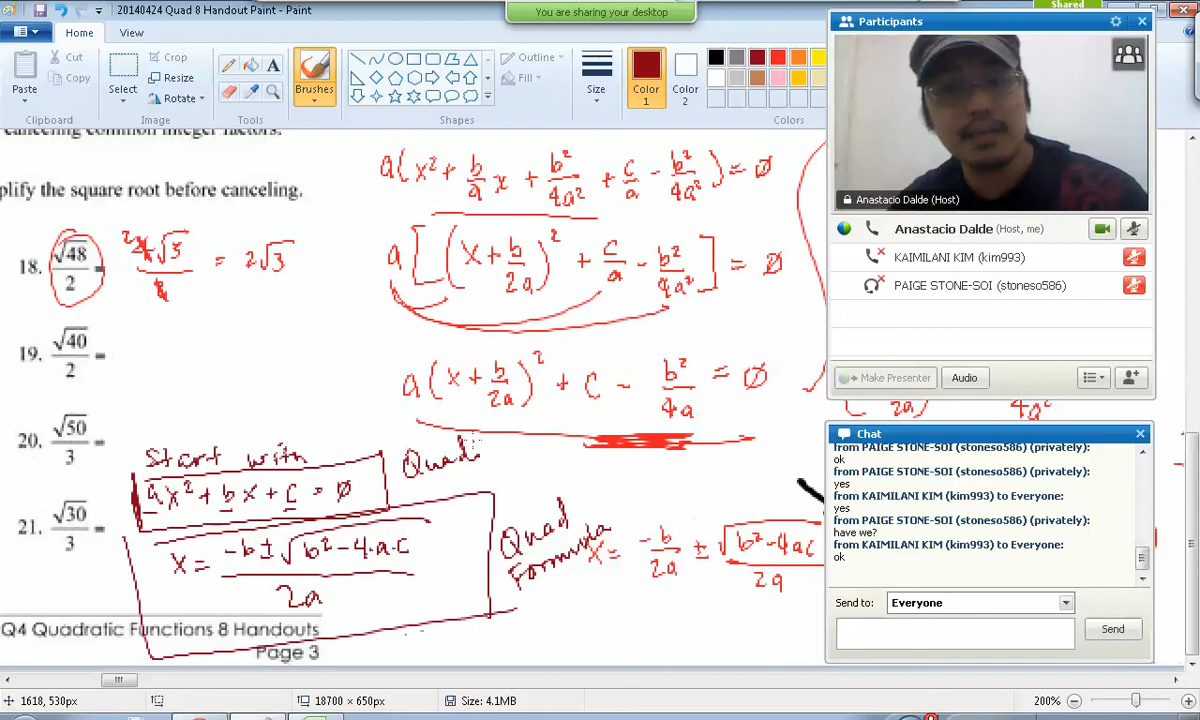 20140424 Quad 8 Handout Paint - Paint
You are sharing your desktop
Shared
Home
View
Paste
Cut
Copy
Clipboard
Select
Crop
Resize
Rotate
Image
Tools
Brushes
Outline
Fill
Shapes
Size
Color 1
Color 2
Colors
canceling common integer factors.
plify the square root before canceling.
18. √48/2 =
= 2√3
19. √40/2 =
20. √50/3 =
21. √30/3 =
a(x² + b/a x + b²/4a² + c/a - b²/4a²) = 0
a[(x + b/2a)² + c/a - b²/4a²] = 0
a(x + b/2a)² + c - b²/4a = 0
Start with
ax² + bx + c = 0
Quad
x = -b ± √b² - 4·a·c / 2a
Quad Formula
x = -b/2a ± √b² - 4ac / 2a
2a)
4a²
Q4 Quadratic Functions 8 Handouts
Page 3
Participants
Anastacio Dalde (Host)
Anastacio Dalde (Host, me)
KAIMILANI KIM (kim993)
PAIGE STONE-SOI (stoneso586)
Make Presenter
Audio
Chat
from PAIGE STONE-SOI (stoneso586) (privately):
ok
from PAIGE STONE-SOI (stoneso586) (privately):
yes
from KAIMILANI KIM (kim993) to Everyone:
yes
from PAIGE STONE-SOI (stoneso586) (privately):
have we?
from KAIMILANI KIM (kim993) to Everyone:
ok
Send to: Everyone
Send
1618, 530px
18700 × 650px
Size: 4.1MB
200%